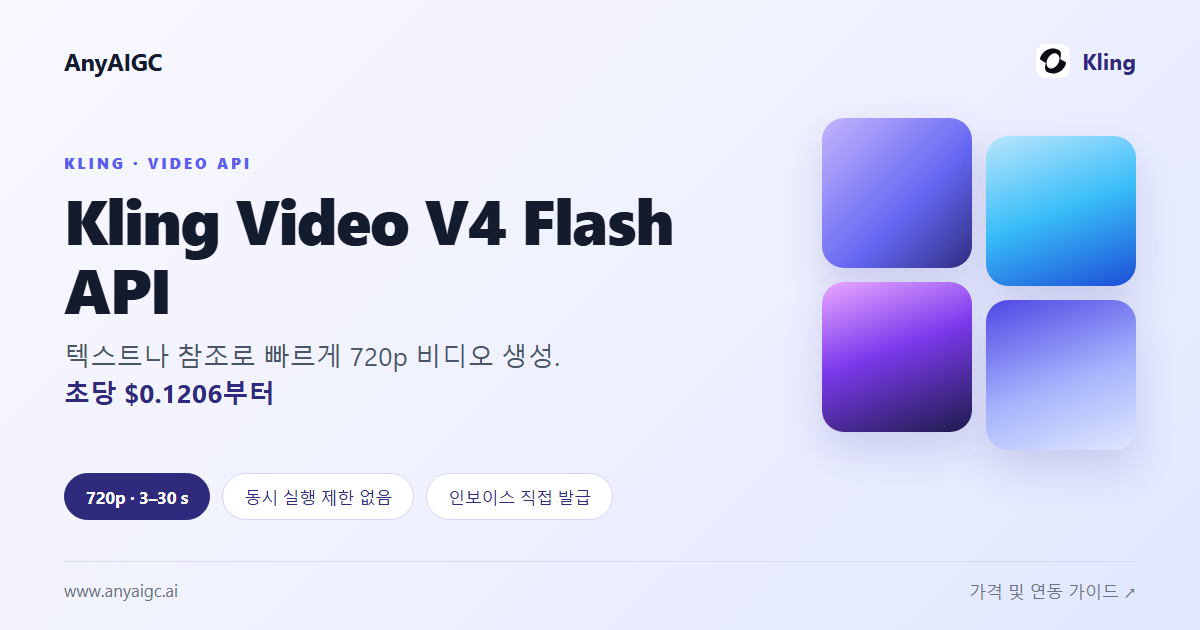 AnyAIGC
Kling
KLING · VIDEO API
Kling Video V4 Flash
API
텍스트나 참조로 빠르게 720p 비디오 생성.
초당 $0.1206부터
720p · 3–30 s
동시 실행 제한 없음
인보이스 직접 발급
www.anyaigc.ai
가격 및 연동 가이드 ↗